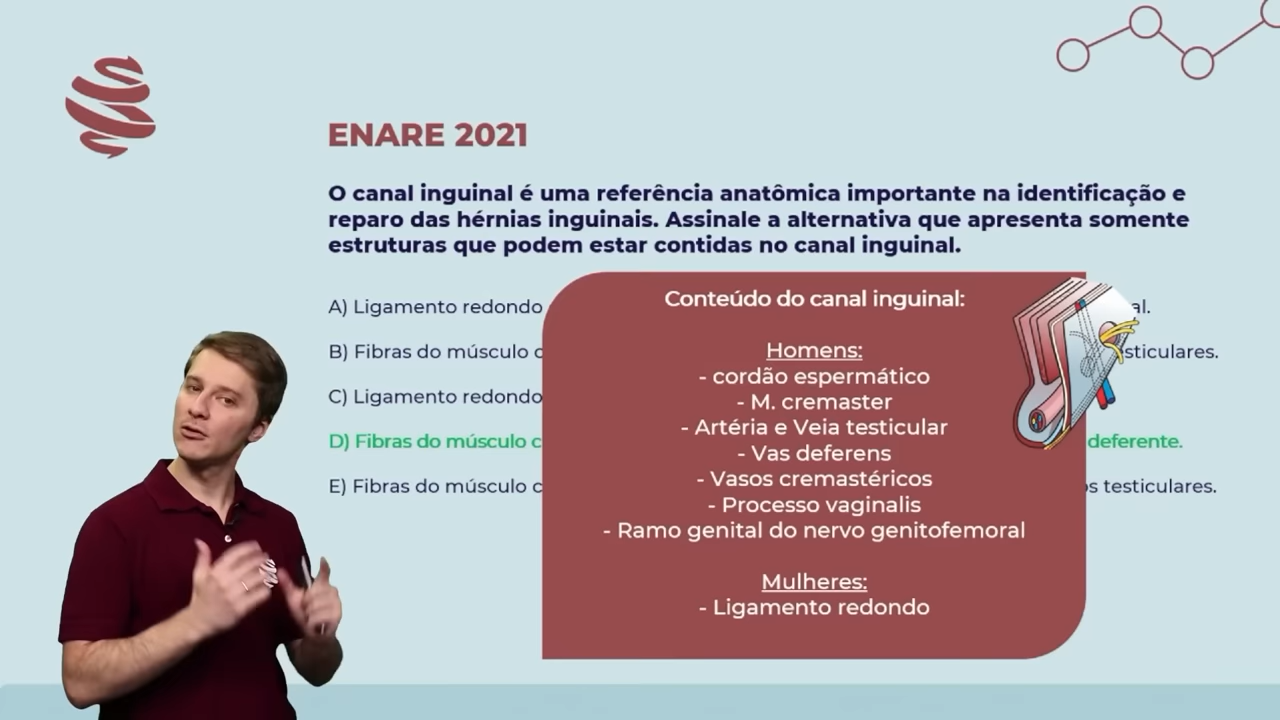 ENARE 2021
O canal inguinal é uma referência anatômica importante na identificação e
reparo das hérnias inguinais. Assinale a alternativa que apresenta somente
estruturas que podem estar contidas no canal inguinal.
A) Ligamento redondo
B) Fibras do músculo
sticulares.
C) Ligamento redondo
D) Fibras do músculo
deferente.
E) Fibras do músculo
testiculares.
Conteúdo do canal inguinal:
Homens:
- cordão espermático
- M. cremaster
- Artéria e Veia testicular
- Vas deferens
- Vasos cremastéricos
- Processo vaginalis
- Ramo genital do nervo genitofemoral
Mulheres:
- Ligamento redondo